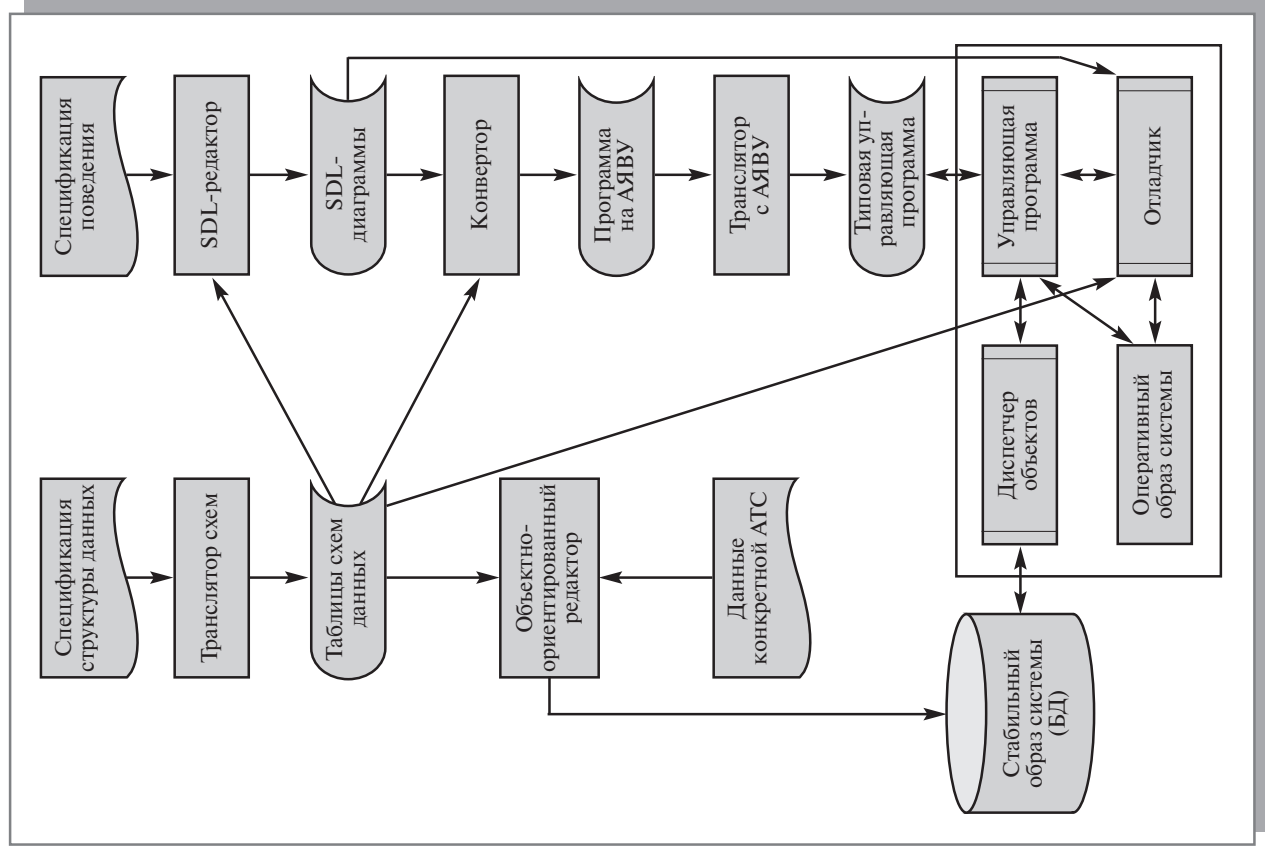 Спецификация
поведения
SDL-редактор
SDL-
диаграммы
Конвертор
Программа
на АЯВУ
Транслятор
с АЯВУ
Типовая уп-
равляющая
программа
Управляющая
программа
Отладчик
Спецификация
структуры данных
Транслятор схем
Таблицы схем
данных
Объектно-
ориентированный
редактор
Данные
конкретной АТС
Диспетчер
объектов
Оперативный
образ системы
Стабильный
образ системы
(БД)